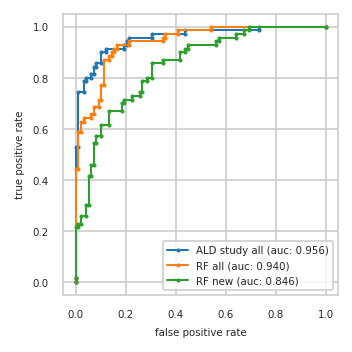 1.0
0.8
0.6
0.4
0.2
0.0
true positive rate
ALD study all (auc: 0.956)
RF all (auc: 0.940)
RF new (auc: 0.846)
0.0 0.2 0.4 0.6 0.8 1.0
false positive rate